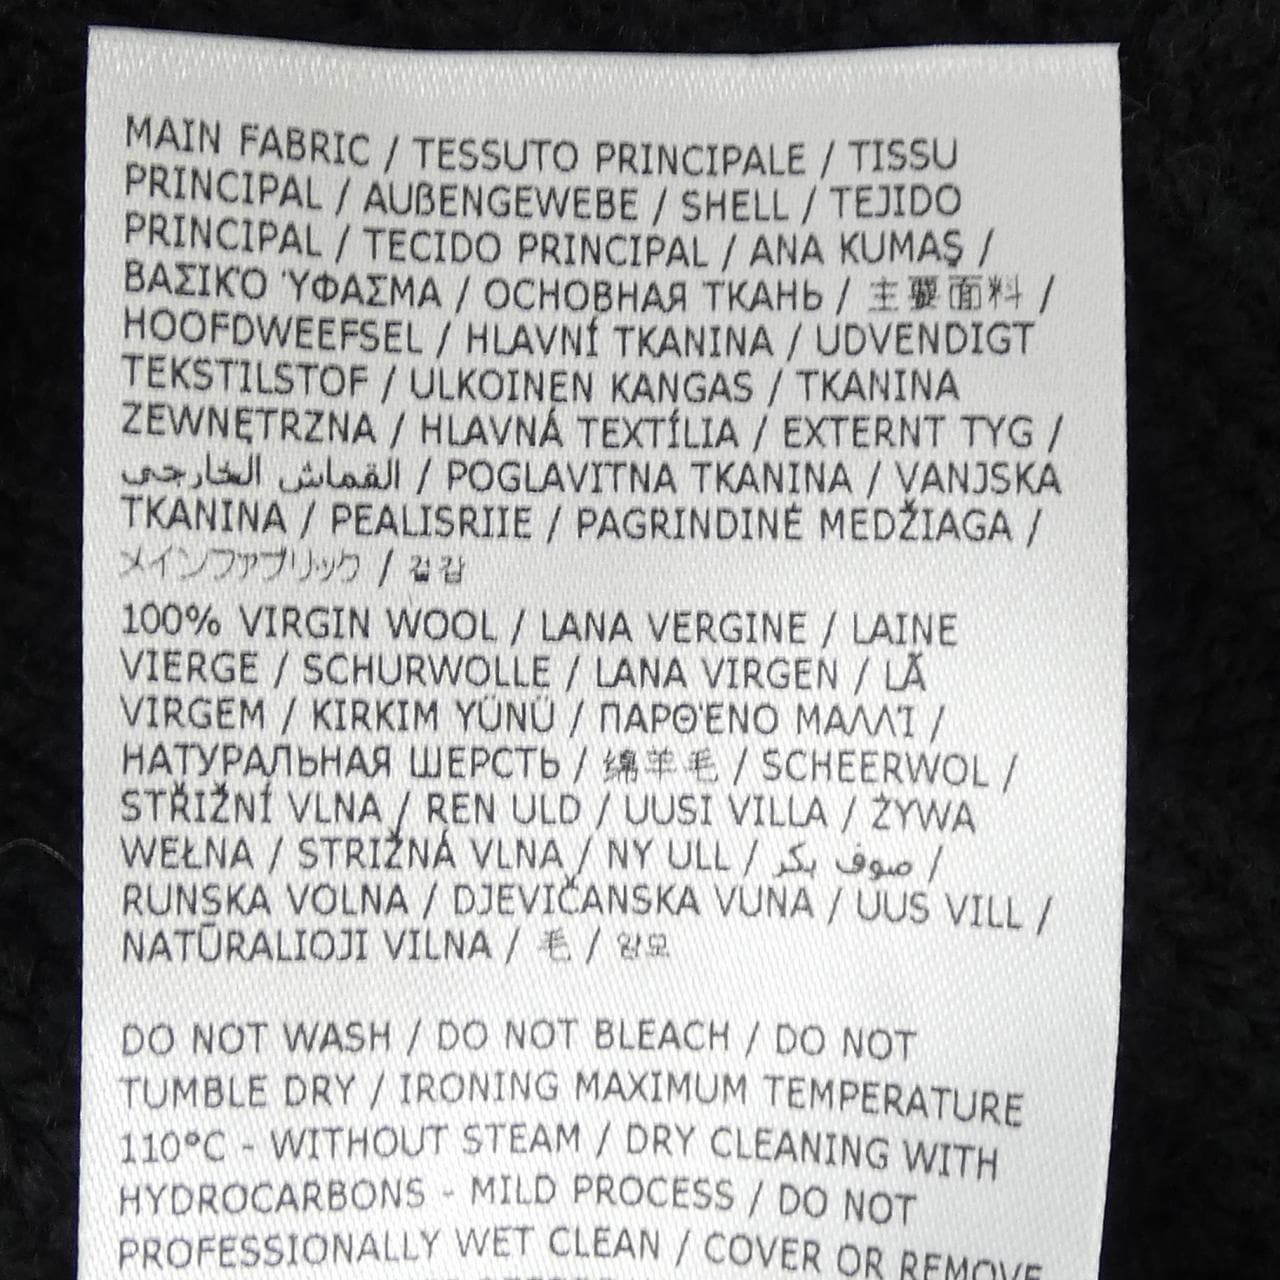 MAIN FABRIC / TESSUTO PRINCIPALE / TISSU
PRINCIPAL / AUßENGEWEBE / SHELL / TEJIDO
PRINCIPAL / TECIDO PRINCIPAL / ANA KUMAŞ /
ΒΑΣΙΚΌ ΎΦΑΣΜΑ / ОСНОВНАЯ ТКАНЬ / 主要面料 /
HOOFDWEEFSEL / HLAVNÍ TKANINA / UDVENDIGT
TEKSTILSTOF / ULKOINEN KANGAS / TKANINA
ZEWNĘTRZNA / HLAVNÁ TEXTÍLIA / EXTERNT TYG /
القماش الخارجي / POGLAVITNA TKANINA / VANJSKA
TKANINA / PEALISRIIE / PAGRINDINĖ MEDŽIAGA /
メインファブリック / 겉감
100% VIRGIN WOOL / LANA VERGINE / LAINE
VIERGE / SCHURWOLLE / LANA VIRGEN / LÃ
VIRGEM / KIRKIM YÜNÜ / ΠΑΡΘΈΝΟ ΜΑΛΛΊ /
НАТУРАЛЬНАЯ ШЕРСТЬ / 绵羊毛 / SCHEERWOL /
STŘIŽNÍ VLNA / REN ULD / UUSI VILLA / ŻYWA
WEŁNA / STRIŽNÁ VLNA / NY ULL / صوف بكر /
RUNSKA VOLNA / DJEVIČANSKA VUNA / UUS VILL /
NATŪRALIOJI VILNA / 毛 / 양모
DO NOT WASH / DO NOT BLEACH / DO NOT
TUMBLE DRY / IRONING MAXIMUM TEMPERATURE
110°C - WITHOUT STEAM / DRY CLEANING WITH
HYDROCARBONS - MILD PROCESS / DO NOT
PROFESSIONALLY WET CLEAN / COVER OR REMOVE